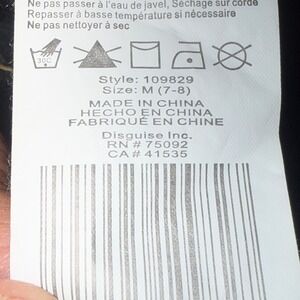 Ne pas passer à l'eau de javel, Séchage sur corde
Repasser à basse température si nécessaire
Ne pas nettoyer à sec
30C
Style: 109829
Size: M (7-8)
MADE IN CHINA
HECHO EN CHINA
FABRIQUÉ EN CHINE
Disguise Inc.
RN # 75092
CA# 41535